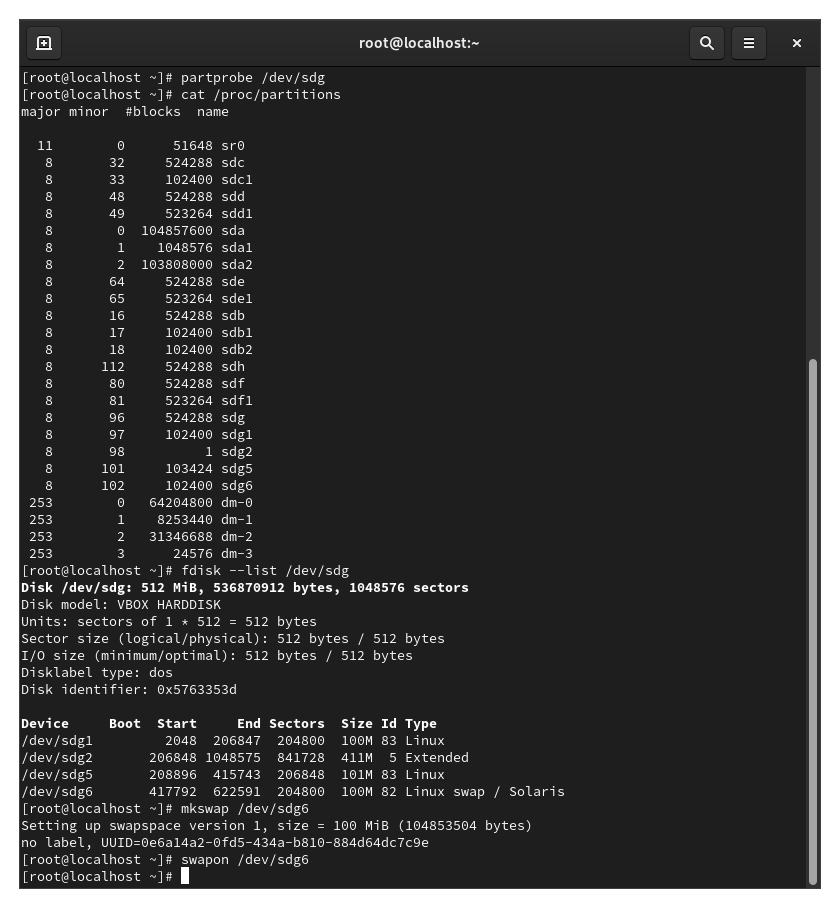 root@localhost:~
[root@localhost ~]# partprobe /dev/sdg
[root@localhost ~]# cat /proc/partitions
major minor  #blocks  name

  11        0      51648 sr0
   8       32     524288 sdc
   8       33     102400 sdc1
   8       48     524288 sdd
   8       49     523264 sdd1
   8        0  104857600 sda
   8        1    1048576 sda1
   8        2  103808000 sda2
   8       64     524288 sde
   8       65     523264 sde1
   8       16     524288 sdb
   8       17     102400 sdb1
   8       18     102400 sdb2
   8      112     524288 sdh
   8       80     524288 sdf
   8       81     523264 sdf1
   8       96     524288 sdg
   8       97     102400 sdg1
   8       98          1 sdg2
   8      101     103424 sdg5
   8      102     102400 sdg6
 253        0   64204800 dm-0
 253        1    8253440 dm-1
 253        2   31346688 dm-2
 253        3      24576 dm-3
[root@localhost ~]# fdisk --list /dev/sdg
Disk /dev/sdg: 512 MiB, 536870912 bytes, 1048576 sectors
Disk model: VBOX HARDDISK
Units: sectors of 1 * 512 = 512 bytes
Sector size (logical/physical): 512 bytes / 512 bytes
I/O size (minimum/optimal): 512 bytes / 512 bytes
Disklabel type: dos
Disk identifier: 0x5763353d

Device     Boot  Start     End Sectors  Size Id Type
/dev/sdg1         2048  206847  204800  100M 83 Linux
/dev/sdg2       206848 1048575  841728  411M  5 Extended
/dev/sdg5       208896  415743  206848  101M 83 Linux
/dev/sdg6       417792  622591  204800  100M 82 Linux swap / Solaris
[root@localhost ~]# mkswap /dev/sdg6
Setting up swapspace version 1, size = 100 MiB (104853504 bytes)
no label, UUID=0e6a14a2-0fd5-434a-b810-884d64dc7c9e
[root@localhost ~]# swapon /dev/sdg6
[root@localhost ~]#